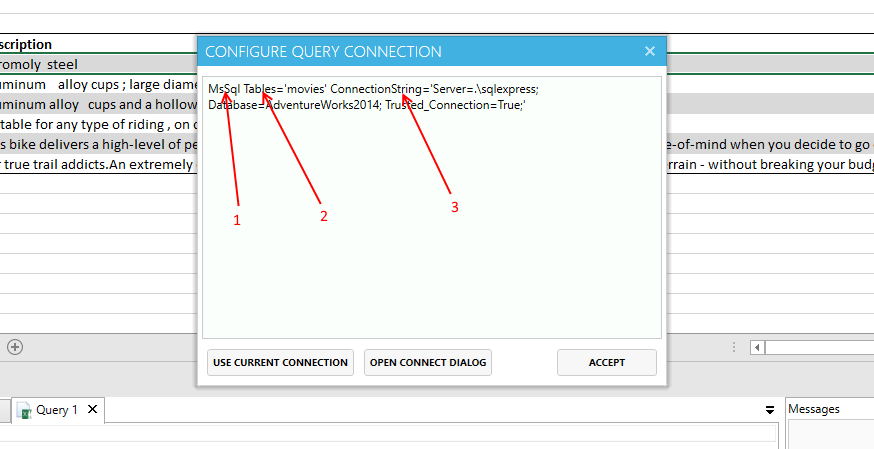 scription
romoly steel
uminum alloy cups ; large diame
uminum alloy cups and a hollow
table for any type of riding , on o
s bike delivers a high-level of pe
e-of-mind when you decide to go
r true trail addicts.An extremely
rrain - without breaking your budg
CONFIGURE QUERY CONNECTION
MsSql Tables='movies' ConnectionString='Server=.\sqlexpress;
Database=AdventureWorks2014; Trusted_Connection=True;'
1
2
3
USE CURRENT CONNECTION
OPEN CONNECT DIALOG
ACCEPT
Query 1
Messages